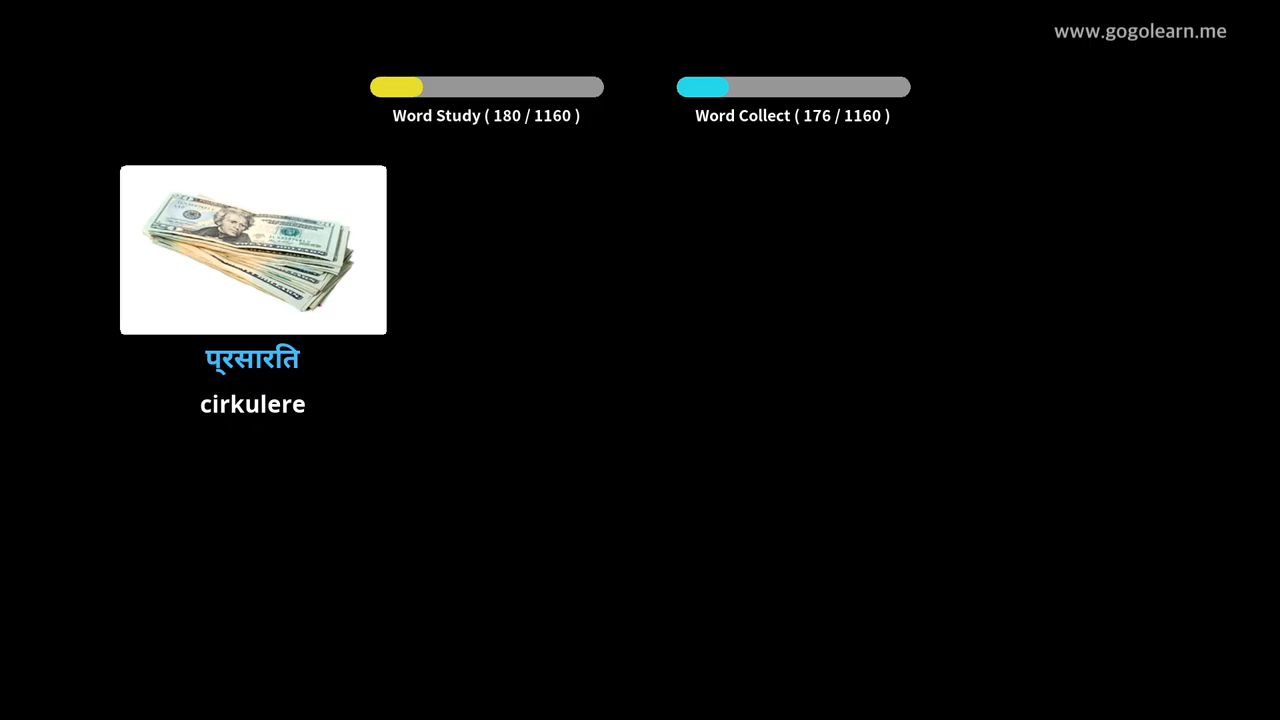 www.gogolearn.me
Word Study ( 180 / 1160 )
Word Collect ( 176 / 1160 )
प्रसारति
cirkulere